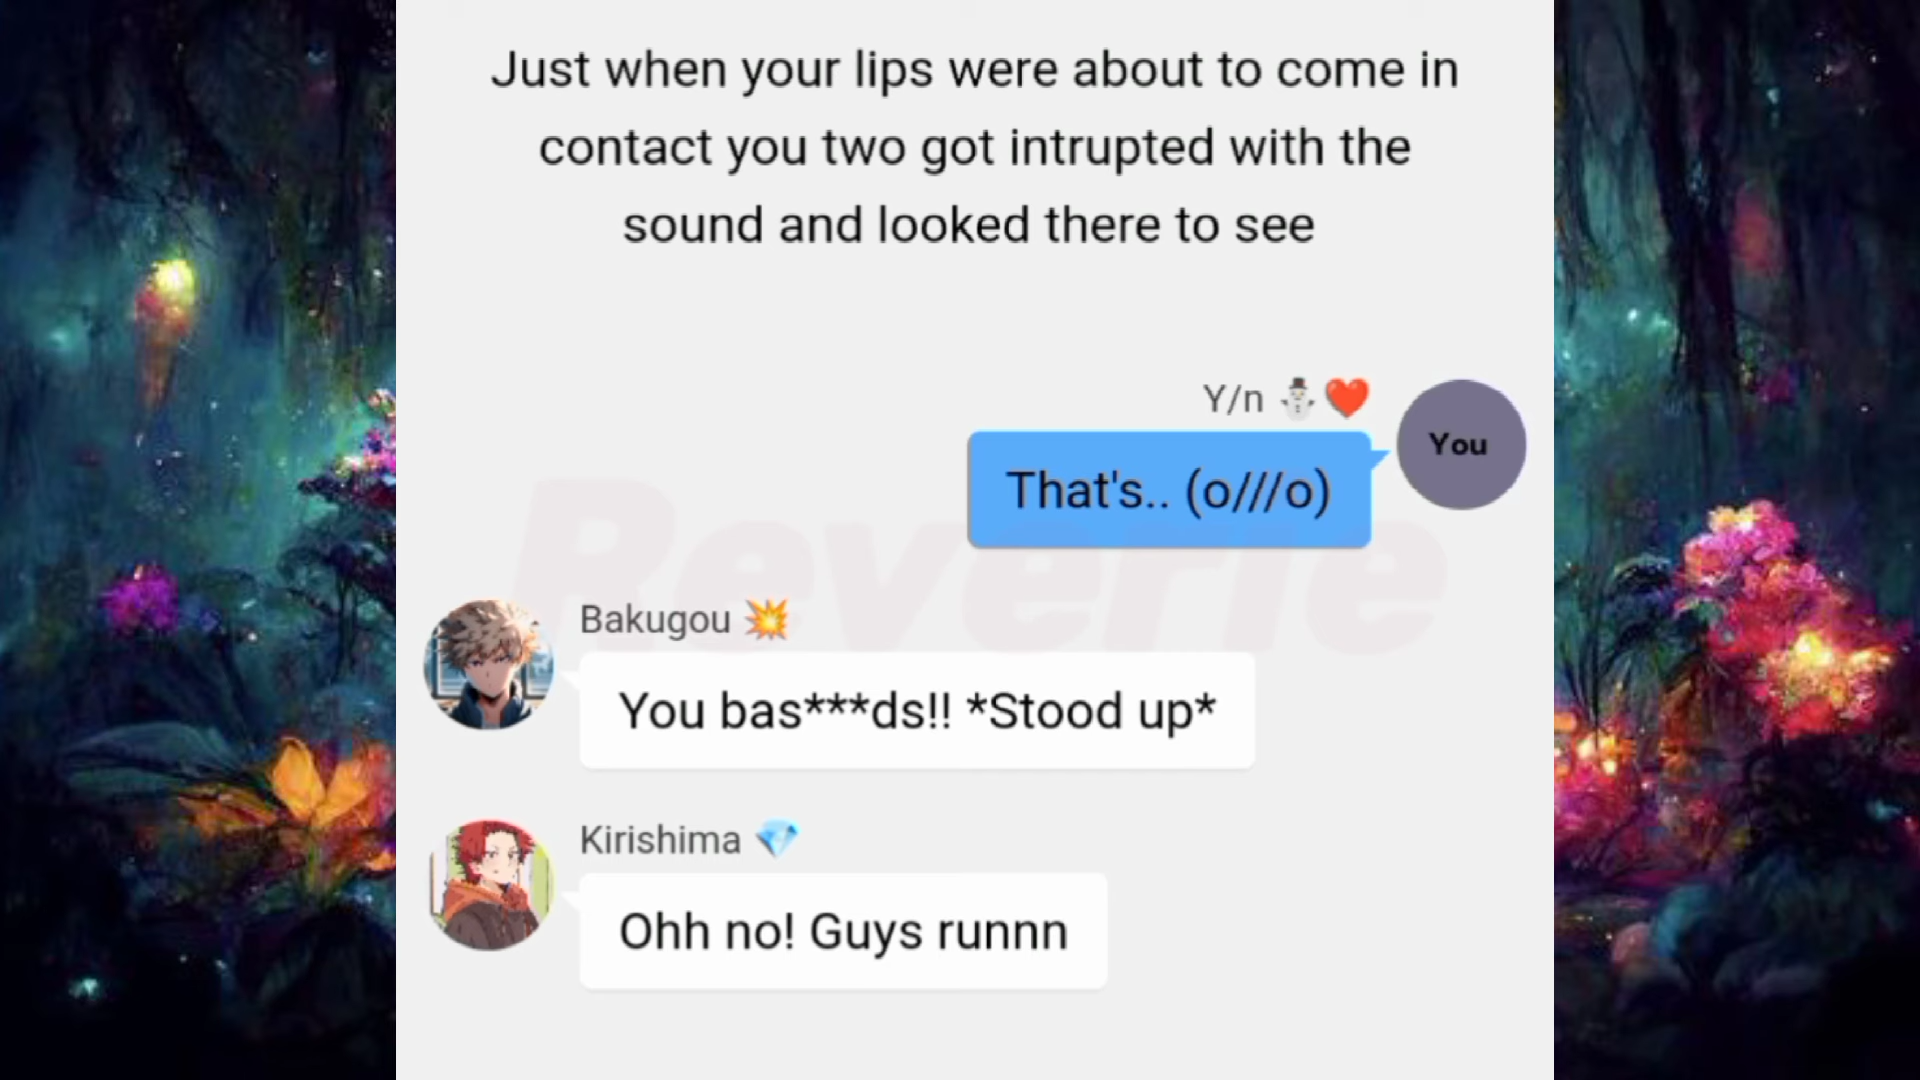 Just when your lips were about to come in
contact you two got intrupted with the
sound and looked there to see
Y/n ⛄❤️
You
That's.. (o///o)
Reverie
Bakugou 💥
You bas***ds!! *Stood up*
Kirishima 💎
Ohh no! Guys runnn